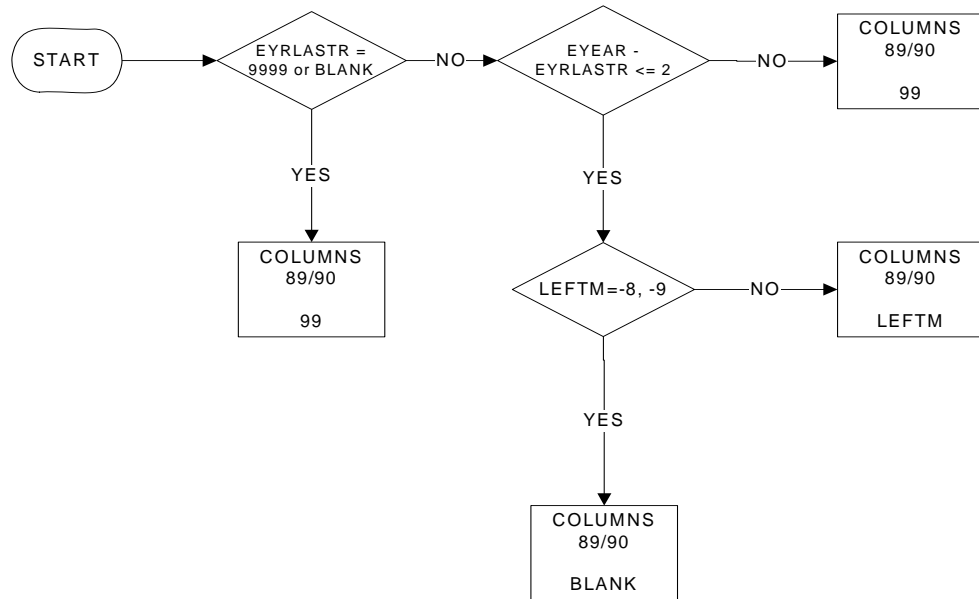 START
EYRLASTR =
9999 or BLANK
NO
EYEAR -
EYRLASTR <= 2
NO
COLUMNS
89/90
99
YES
YES
COLUMNS
89/90
99
LEFTM=-8, -9
NO
COLUMNS
89/90
LEFTM
YES
COLUMNS
89/90
BLANK